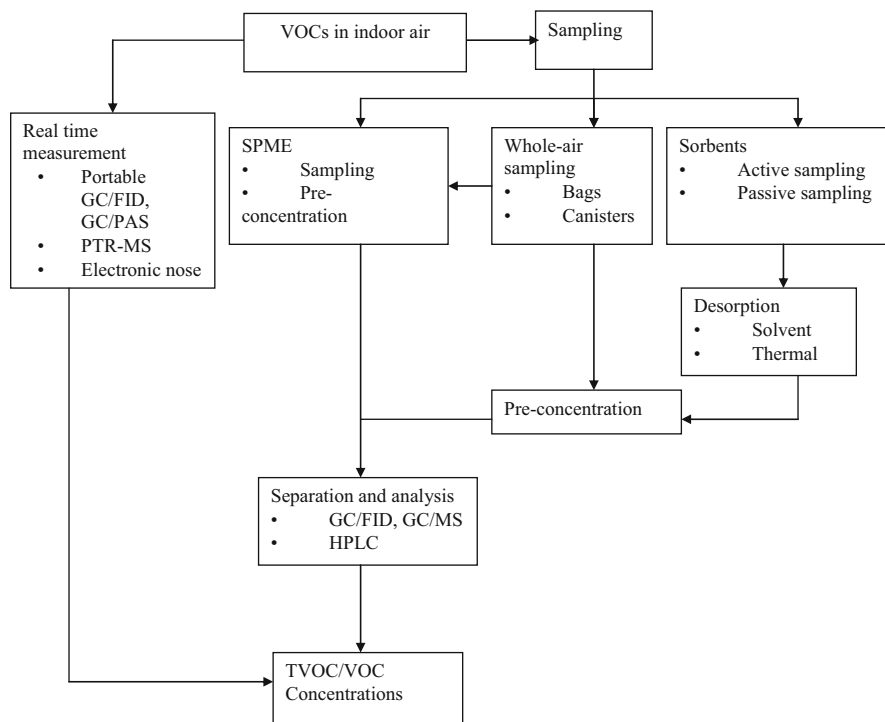 VOCs in indoor air
Sampling
Real time
measurement
• Portable
GC/FID,
GC/PAS
• PTR-MS
• Electronic nose
SPME
• Sampling
• Pre-
concentration
Whole-air
sampling
• Bags
• Canisters
Sorbents
• Active sampling
• Passive sampling
Desorption
• Solvent
• Thermal
Pre-concentration
Separation and analysis
• GC/FID, GC/MS
• HPLC
TVOC/VOC
Concentrations